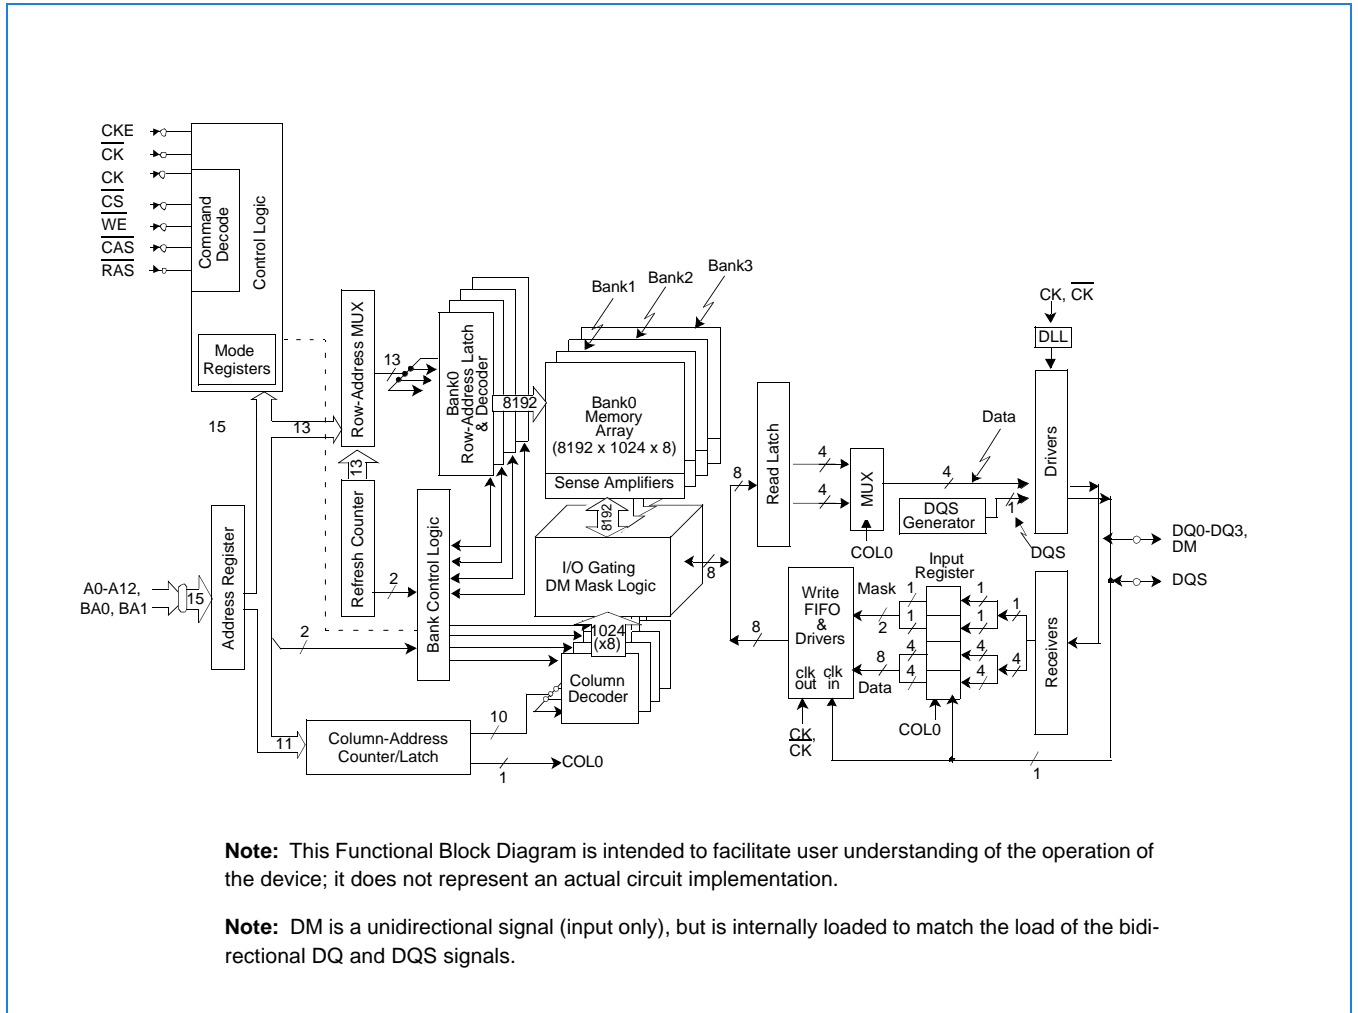 CKE
CK
CK
CS
WE
CAS
RAS
Command
Decode
Control Logic
Mode
Registers
15
13
Row-Address MUX
13
13
Refresh Counter
Bank0
Row-Address Latch
& Decoder
8192
Bank1
Bank2
Bank3
Bank0
Memory
Array
(8192 x 1024 x 8)
Sense Amplifiers
8192
I/O Gating
DM Mask Logic
8
1024
(x8)
Column
Decoder
A0-A12,
BA0, BA1
15
Address Register
2
2
Bank Control Logic
11
Column-Address
Counter/Latch
10
1
COL0
8
8
Read Latch
4
4
MUX
COL0
4
Data
DQS
Generator
1
DQS
CK, CK
DLL
Drivers
DQ0-DQ3,
DM
DQS
Input
Register
Write
FIFO
&
Drivers
clk
out
clk
in
Mask
1
2
1
8
4
4
Data
1
1
4
4
1
4
Receivers
CK,
CK
COL0
1
Note: This Functional Block Diagram is intended to facilitate user understanding of the operation of
the device; it does not represent an actual circuit implementation.
Note: DM is a unidirectional signal (input only), but is internally loaded to match the load of the bidi-
rectional DQ and DQS signals.